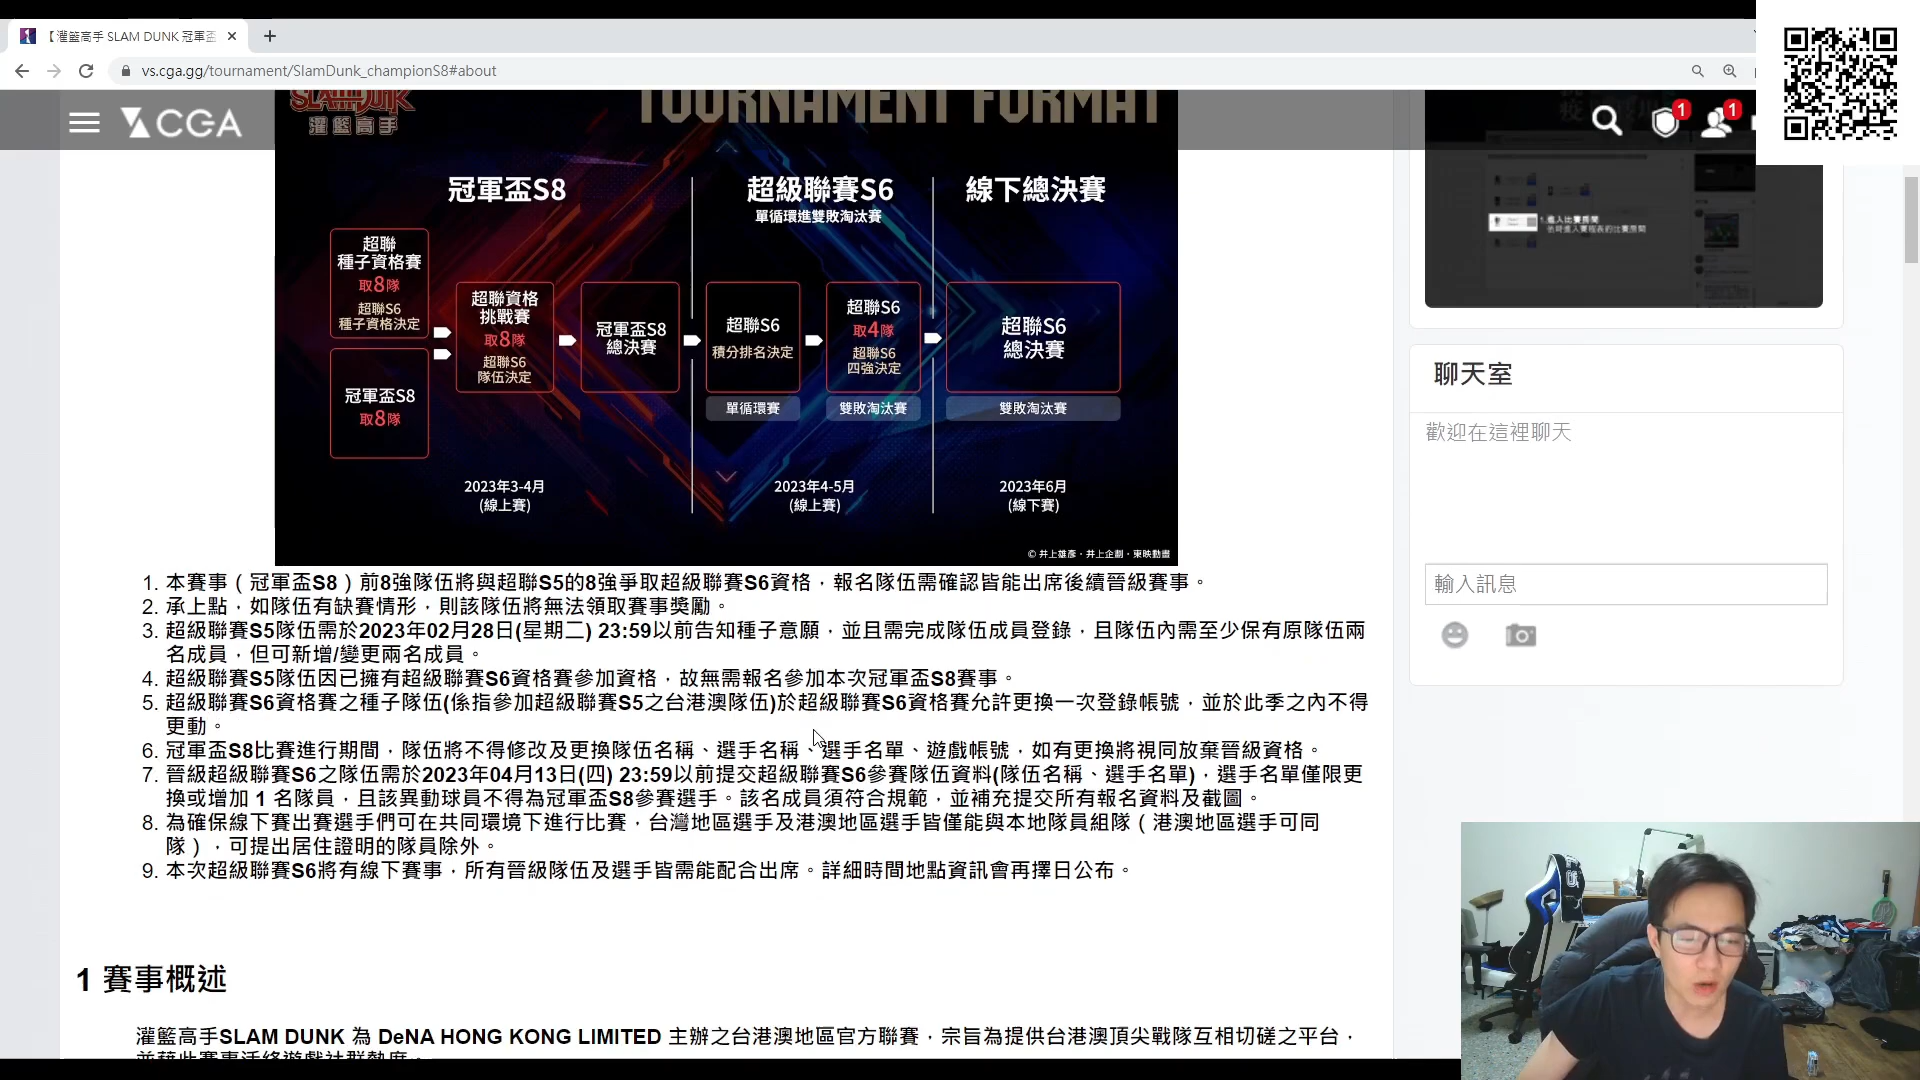 【灌籃高手 SLAM DUNK 冠軍盃
vs.cga.gg/tournament/SlamDunk_championS8#about
CGA
1
1
SLAM DUNK
灌籃高手
TOURNAMENT FORMAT
冠軍盃S8
超級聯賽S6
單循環進雙敗淘汰賽
線下總決賽
超聯
種子資格賽
取8隊
超聯S6
種子資格決定
冠軍盃S8
取8隊
超聯資格
挑戰賽
取8隊
超聯S6
隊伍決定
冠軍盃S8
總決賽
超聯S6
積分排名決定
單循環賽
超聯S6
取4隊
超聯S6
四強決定
雙敗淘汰賽
超聯S6
總決賽
雙敗淘汰賽
2023年3-4月
(線上賽)
2023年4-5月
(線上賽)
2023年6月
(線下賽)
© 井上雄彥・井上企劃・東映動畫
1. 本賽事（冠軍盃S8）前8強隊伍將與超聯S5的8強爭取超級聯賽S6資格，報名隊伍需確認皆能出席後續晉級賽事。
2. 承上點，如隊伍有缺賽情形，則該隊伍將無法領取賽事獎勵。
3. 超級聯賽S5隊伍需於2023年02月28日(星期二) 23:59以前告知種子意願，並且需完成隊伍成員登錄，且隊伍內需至少保有原隊伍兩
名成員，但可新增/變更兩名成員。
4. 超級聯賽S5隊伍因已擁有超級聯賽S6資格賽參加資格，故無需報名參加本次冠軍盃S8賽事。
5. 超級聯賽S6資格賽之種子隊伍(係指參加超級聯賽S5之台港澳隊伍)於超級聯賽S6資格賽允許更換一次登錄帳號，並於此季之內不得
更動。
6. 冠軍盃S8比賽進行期間，隊伍將不得修改及更換隊伍名稱、選手名稱、選手名單、遊戲帳號，如有更換將視同放棄晉級資格。
7. 晉級超級聯賽S6之隊伍需於2023年04月13日(四) 23:59以前提交超級聯賽S6參賽隊伍資料(隊伍名稱、選手名單)，選手名單僅限更
換或增加 1 名隊員，且該異動球員不得為冠軍盃S8參賽選手。該名成員須符合規範，並補充提交所有報名資料及截圖。
8. 為確保線下賽出賽選手們可在共同環境下進行比賽，台灣地區選手及港澳地區選手皆僅能與本地隊員組隊（港澳地區選手可同
隊），可提出居住證明的隊員除外。
9. 本次超級聯賽S6將有線下賽事，所有晉級隊伍及選手皆需能配合出席。詳細時間地點資訊會再擇日公布。
1 賽事概述
灌籃高手SLAM DUNK 為 DeNA HONG KONG LIMITED 主辦之台港澳地區官方聯賽，宗旨為提供台港澳頂尖戰隊互相切磋之平台，
並藉此賽事活絡遊戲社群熱度。
1.進入比賽房間
聊天室
歡迎在這裡聊天
輸入訊息